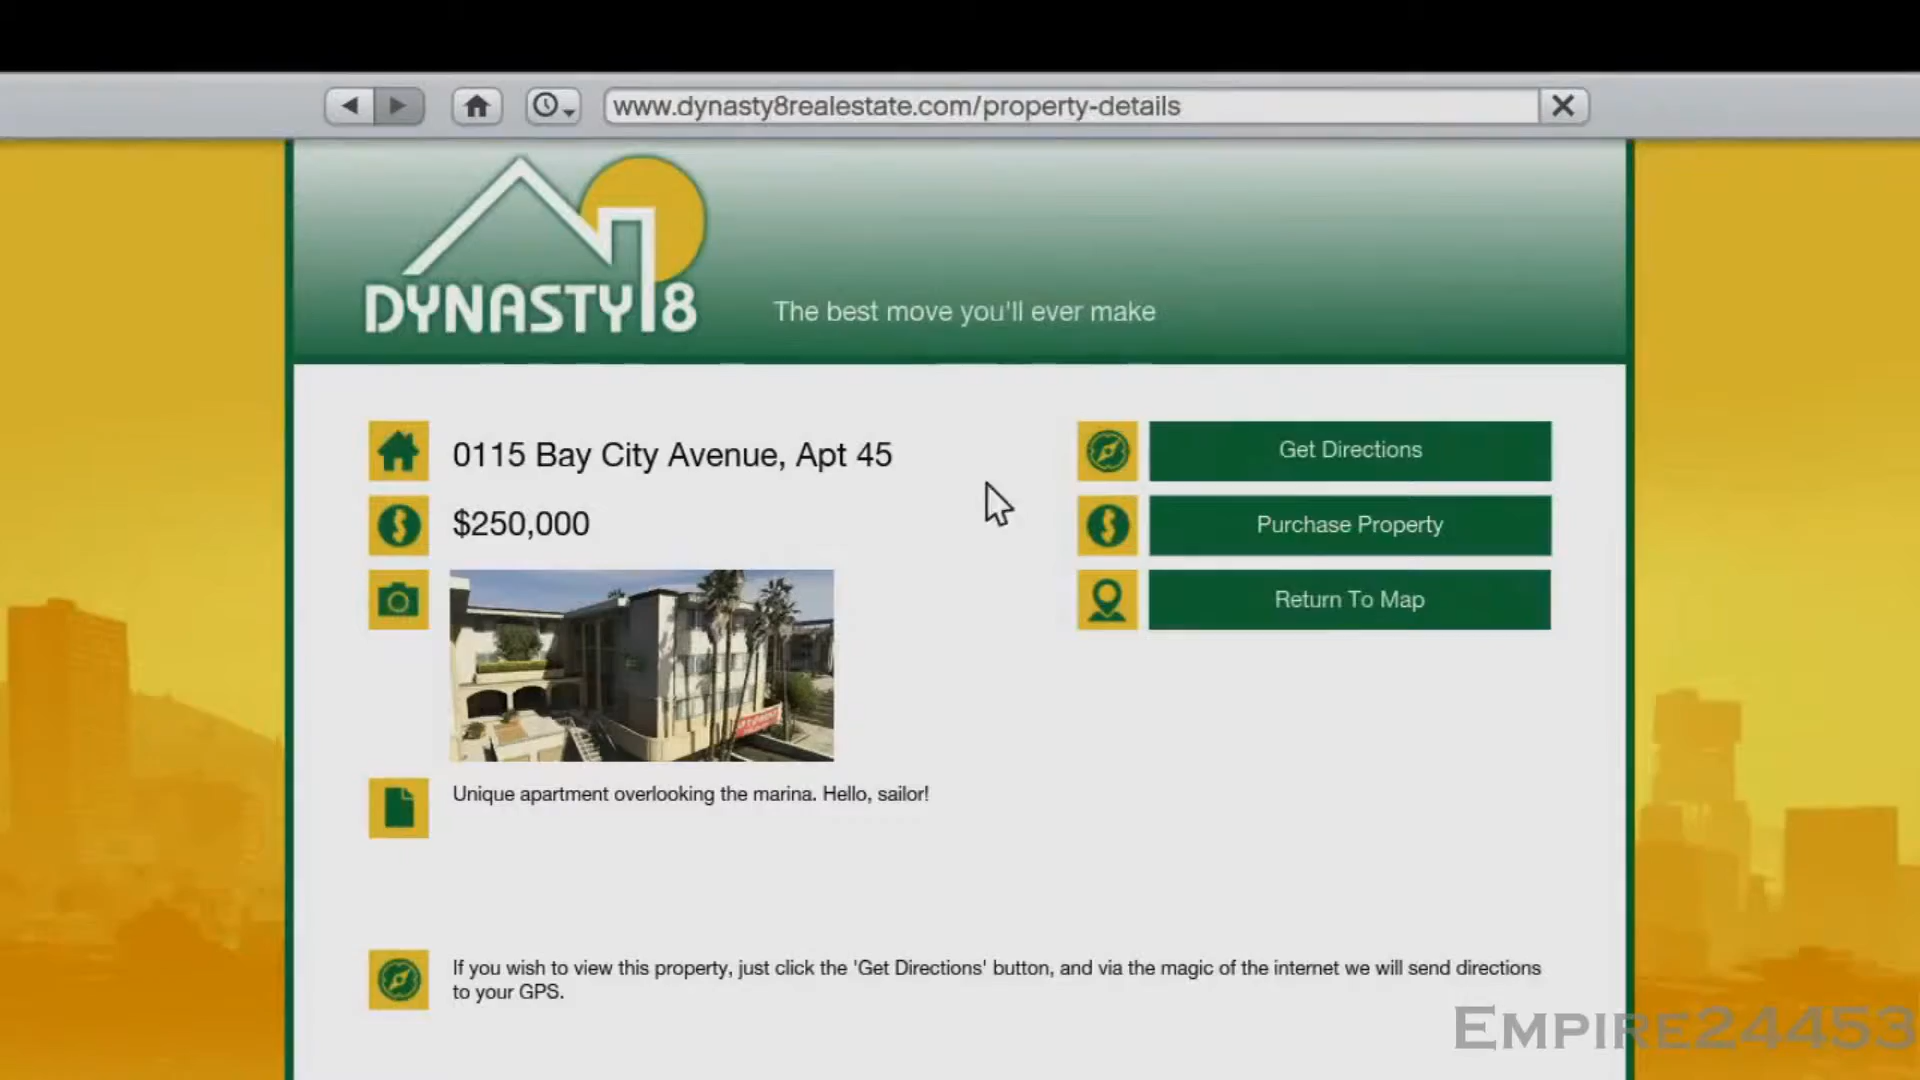 www.dynasty8realestate.com/property-details
DYNASTY 8
The best move you'll ever make
0115 Bay City Avenue, Apt 45
$250,000
Get Directions
Purchase Property
Return To Map
Unique apartment overlooking the marina. Hello, sailor!
If you wish to view this property, just click the 'Get Directions' button, and via the magic of the internet we will send directions
to your GPS.
EMPIRE24453